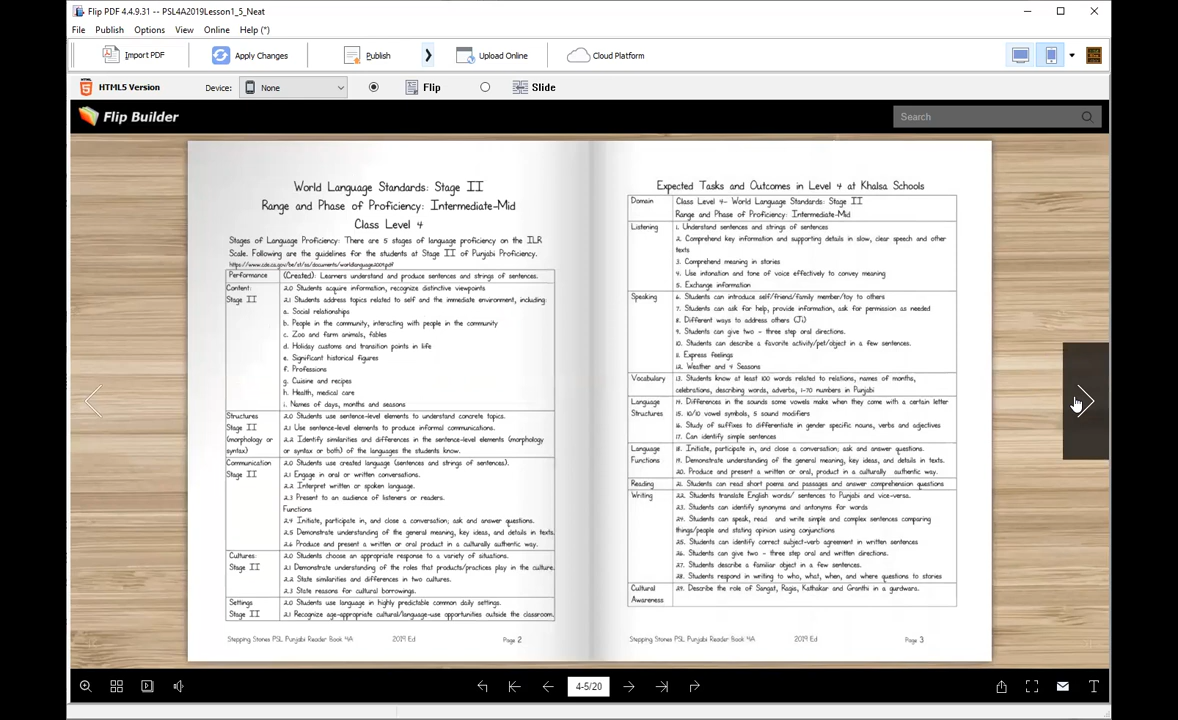 Flip PDF 4.4.9.31 - PSL4A2019Lesson1_5_Neat
File Publish Options View Online Help (*)
Import PDF Apply Changes Publish Upload Online Cloud Platform
HTML5 Version Device: None Flip Slide
Flip Builder
Search
World Language Standards: Stage II
Range and Phase of Proficiency: Intermediate-Mid
Class Level 4
Stages of Language Proficiency: There are 5 stages of language proficiency on the ILR
Scale. Following are the guidelines for the students at Stage II of Punjabi Proficiency.
Performance (Created): Learners understand and produce sentences and strings of sentences.
Content: 2.0 Students acquire information, recognize distinctive viewpoints
Stage II 2.1 Students address topics related to self and the immediate environment, including:
a. Social relationships
b. People in the community, interacting with people in the community
c. Zoo and farm animals, fables
d. Holiday customs and transition points in life
e. Significant historical figures
f. Professions
g. Cuisine and recipes
h. Health, medical care
i. Names of days, months and seasons
Structures 2.0 Students use sentence-level elements to understand concrete topics.
Stage II 2.1 Use sentence-level elements to produce informal communications.
(morphology or 2.2 Identify similarities and differences in the sentence-level elements (morphology
syntax) or syntax or both) of the languages the students know.
Communication 2.0 Students use created language (sentences and strings of sentences).
Stage II 2.1 Engage in oral or written conversations.
2.2 Interpret written or spoken language.
2.3 Present to an audience of listeners or readers.
Functions
2.4 Initiate, participate in, and close a conversation; ask and answer questions.
2.5 Demonstrate understanding of the general meaning, key ideas, and details in texts.
2.6 Produce and present a written or oral product in a culturally authentic way.
Cultures: 2.0 Students choose an appropriate response to a variety of situations.
Stage II 2.1 Demonstrate understanding of the roles that products/practices play in the culture.
2.2 State similarities and differences in two cultures.
2.3 State reasons for cultural borrowings.
Settings 2.0 Students use language in highly predictable common daily settings.
Stage II 2.1 Recognize age-appropriate cultural/language-use opportunities outside the classroom.
Stepping Stones PSL Punjabi Reader Book 4A 2019 Ed Page 2
Expected Tasks and Outcomes in Level 4 at Khalsa Schools
Domain Class Level 4- World Language Standards: Stage II
Range and Phase of Proficiency: Intermediate-Mid
Listening 1. Understand sentences and strings of sentences
2. Comprehend key information and supporting details in slow, clear speech and other
texts
3. Comprehend meaning in stories
4. Use intonation and tone of voice effectively to convey meaning
5. Exchange information
Speaking 6. Students can introduce self/friend/family member/toy to others
7. Students can ask for help, provide information, ask for permission as needed
8. Different ways to address others (Ji)
9. Students can give two - three step oral directions.
10. Students can describe a favorite activity/pet/object in a few sentences.
11. Express feelings
12. Weather and 4 Seasons
Vocabulary 13. Students know at least 100 words related to relations, names of months,
celebrations, describing words, adverbs, 1-70 numbers in Punjabi
Language 14. Differences in the sounds some vowels make when they come with a certain letter
Structures 15. 10/10 vowel symbols, 5 sound modifiers
16. Study of suffixes to differentiate in gender specific nouns, verbs and adjectives
17. Can identify simple sentences
Language 18. Initiate, participate in, and close a conversation; ask and answer questions.
Functions 19. Demonstrate understanding of the general meaning, key ideas, and details in texts.
20. Produce and present a written or oral, product in a culturally authentic way.
Reading 21. Students can read short poems and passages and answer comprehension questions
Writing 22. Students translate English words/ sentences to Punjabi and vice-versa.
23. Students can identify synonyms and antonyms for words
24. Students can speak, read and write simple and complex sentences comparing
things/people and stating opinion using conjunctions
25. Students can identify correct subject-verb agreement in written sentences
26. Students can give two - three step oral and written directions.
27. Students describe a familiar object in a few sentences.
28. Students respond in writing to who, what, when, and where questions to stories
Cultural 29. Describe the role of Sangat, Ragis, Kathakar and Granthi in a gurdwara.
Awareness
Stepping Stones PSL Punjabi Reader Book 4A 2019 Ed Page 3
4-5/20